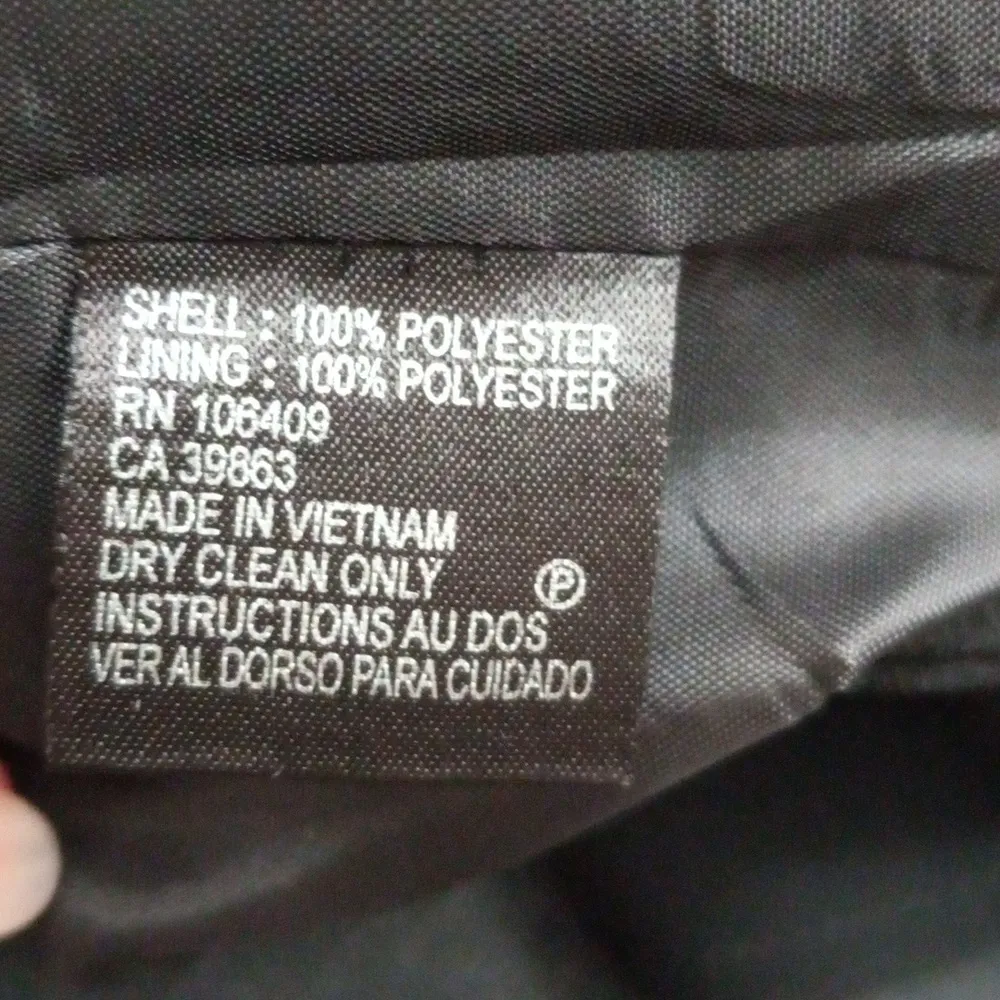 SHELL : 100% POLYESTER
LINING : 100% POLYESTER
RN 106409
CA 39863
MADE IN VIETNAM
DRY CLEAN ONLY
Ⓟ
INSTRUCTIONS AU DOS
VER AL DORSO PARA CUIDADO